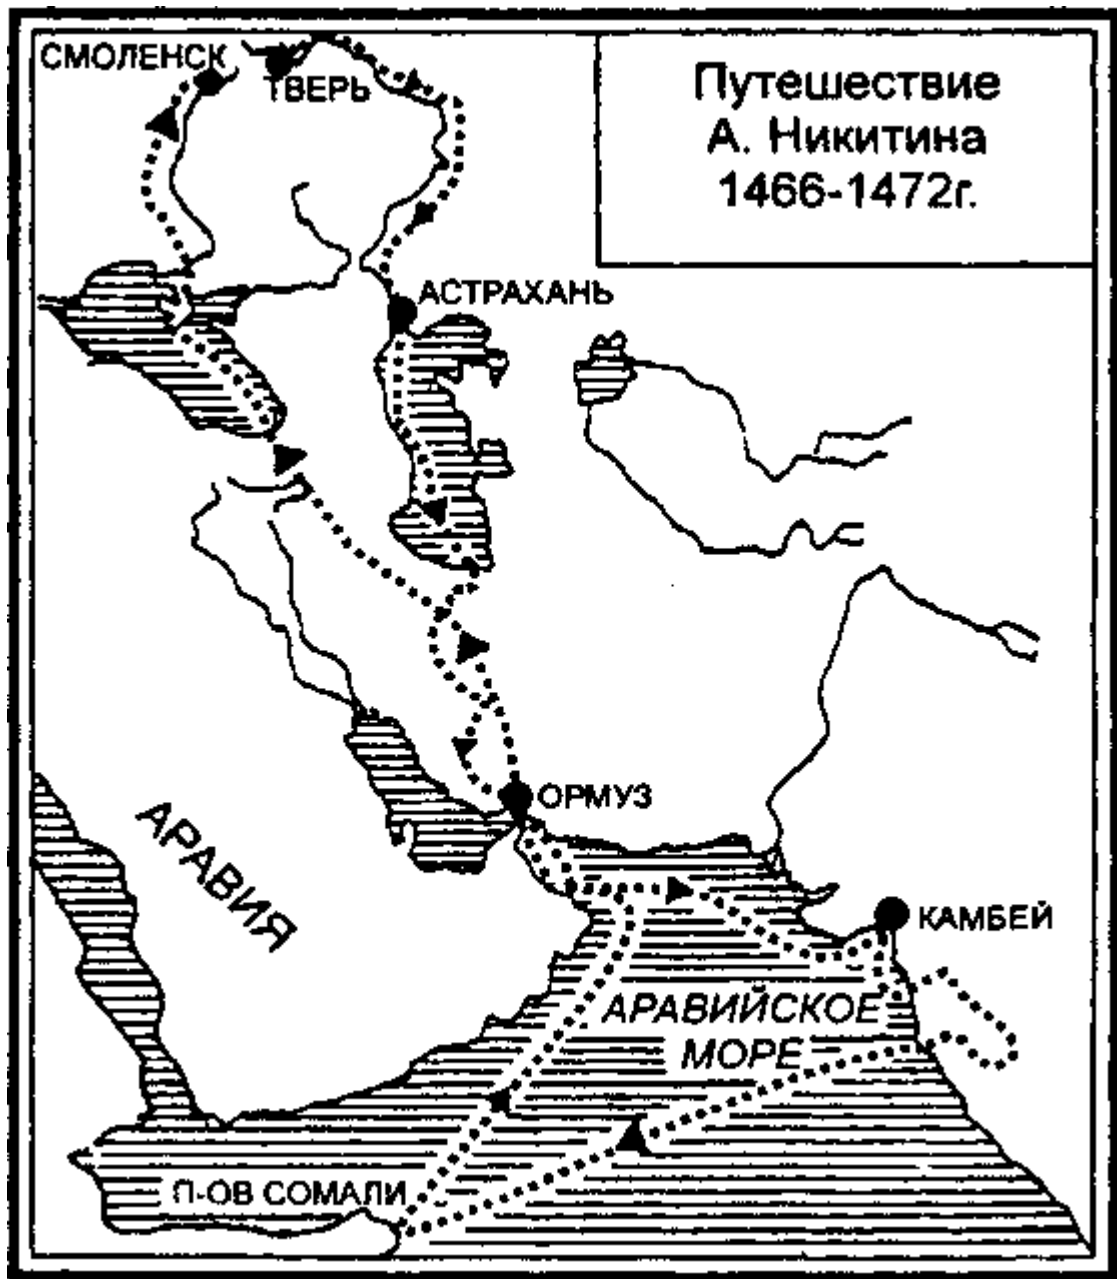 СМОЛЕНСК
ТВЕРЬ
Путешествие
А. Никитина
1466-1472г.
АСТРАХАНЬ
ОРМУЗ
АРАВИЯ
КАМБЕЙ
АРАВИЙСКОЕ
МОРЕ
П-ОВ СОМАЛИ